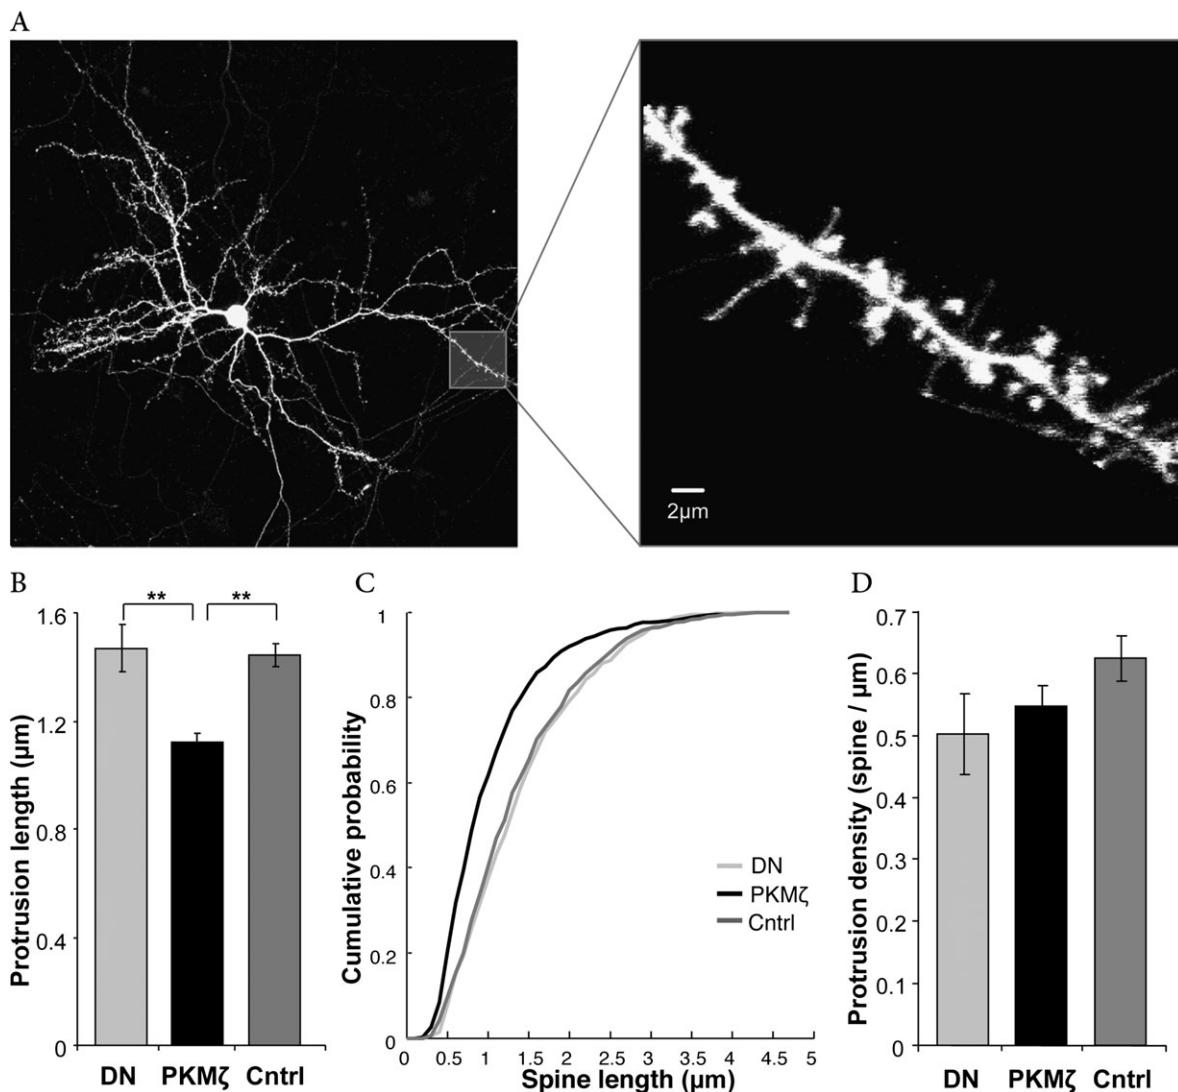 A
2μm
B
**
**
1.6
1.2
0.8
0.4
0
Protrusion length (μm)
DN
PKMζ
Cntrl
C
1
0.8
0.6
0.4
0.2
0
Cumulative probability
DN
PKMζ
Cntrl
0
0.5
1
1.5
2
2.5
3
3.5
4
4.5
5
Spine length (μm)
D
0.7
0.6
0.5
0.4
0.3
0.2
0.1
0
Protrusion density (spine / μm)
DN
PKMζ
Cntrl